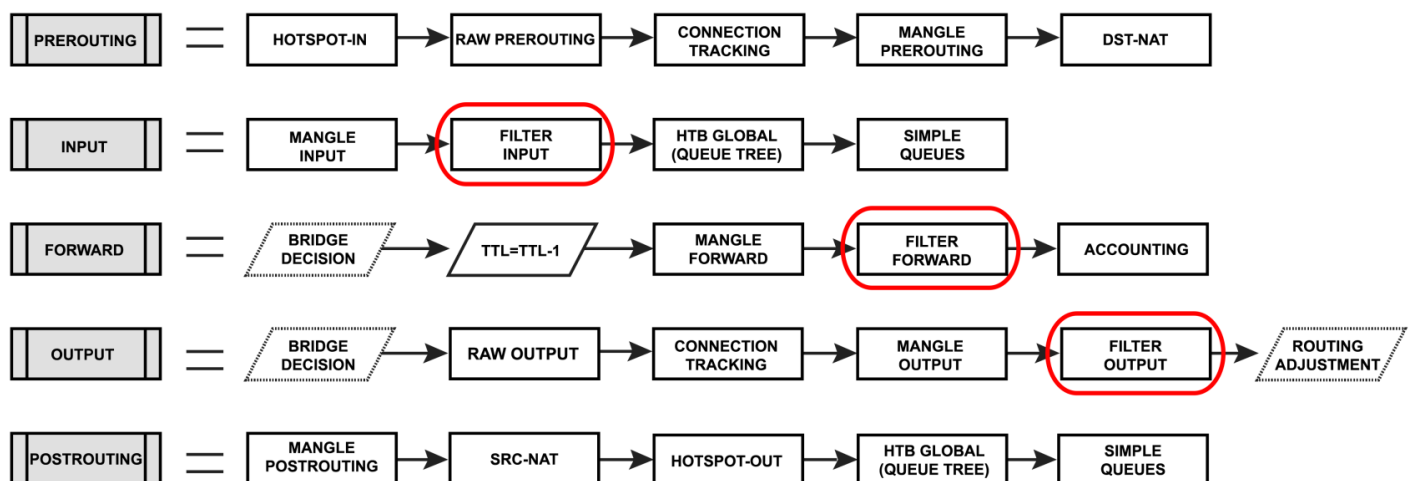 PREROUTING
HOTSPOT-IN
RAW PREROUTING
CONNECTION
TRACKING
MANGLE
PREROUTING
DST-NAT
INPUT
MANGLE
INPUT
FILTER
INPUT
HTB GLOBAL
(QUEUE TREE)
SIMPLE
QUEUES
FORWARD
BRIDGE
DECISION
TTL=TTL-1
MANGLE
FORWARD
FILTER
FORWARD
ACCOUNTING
OUTPUT
BRIDGE
DECISION
RAW OUTPUT
CONNECTION
TRACKING
MANGLE
OUTPUT
FILTER
OUTPUT
ROUTING
ADJUSTMENT
POSTROUTING
MANGLE
POSTROUTING
SRC-NAT
HOTSPOT-OUT
HTB GLOBAL
(QUEUE TREE)
SIMPLE
QUEUES